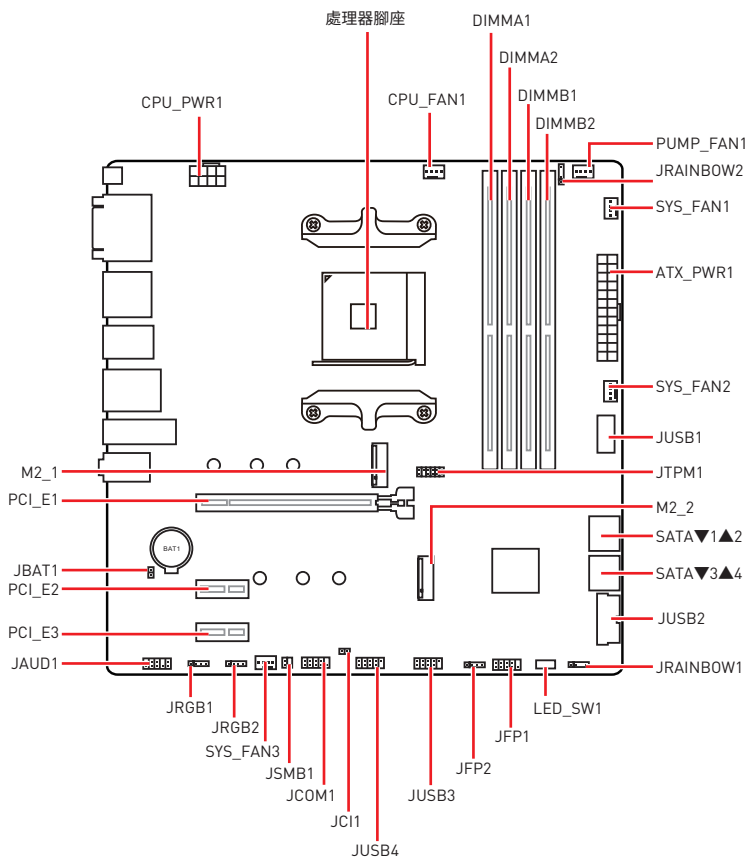 處理器腳座
DIMMA1
DIMMA2
DIMMB1
DIMMB2
CPU_PWR1
CPU_FAN1
PUMP_FAN1
JRAINBOW2
SYS_FAN1
ATX_PWR1
SYS_FAN2
JUSB1
M2_1
JTPM1
PCI_E1
M2_2
SATA▼1▲2
BAT1
SATA▼3▲4
JBAT1
PCI_E2
JUSB2
PCI_E3
JAUD1
JRAINBOW1
JRGB1
LED_SW1
JRGB2
JFP1
SYS_FAN3
JFP2
JSMB1
JCOM1
JUSB3
JCI1
JUSB4